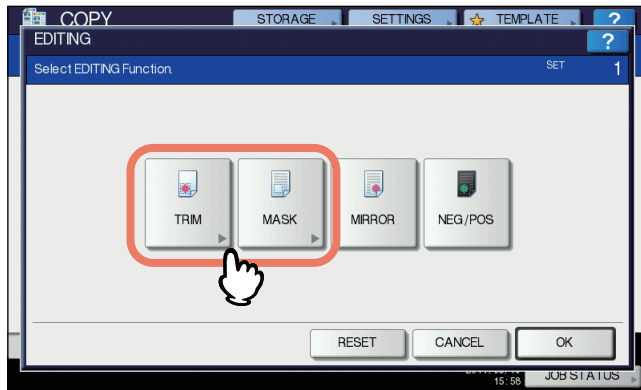 COPY STORAGE SETTINGS TEMPLATE ?
EDITING ?
Select EDITING Function. SET 1
TRIM MASK MIRROR NEG/POS
RESET CANCEL OK
15:58 JOB STATUS